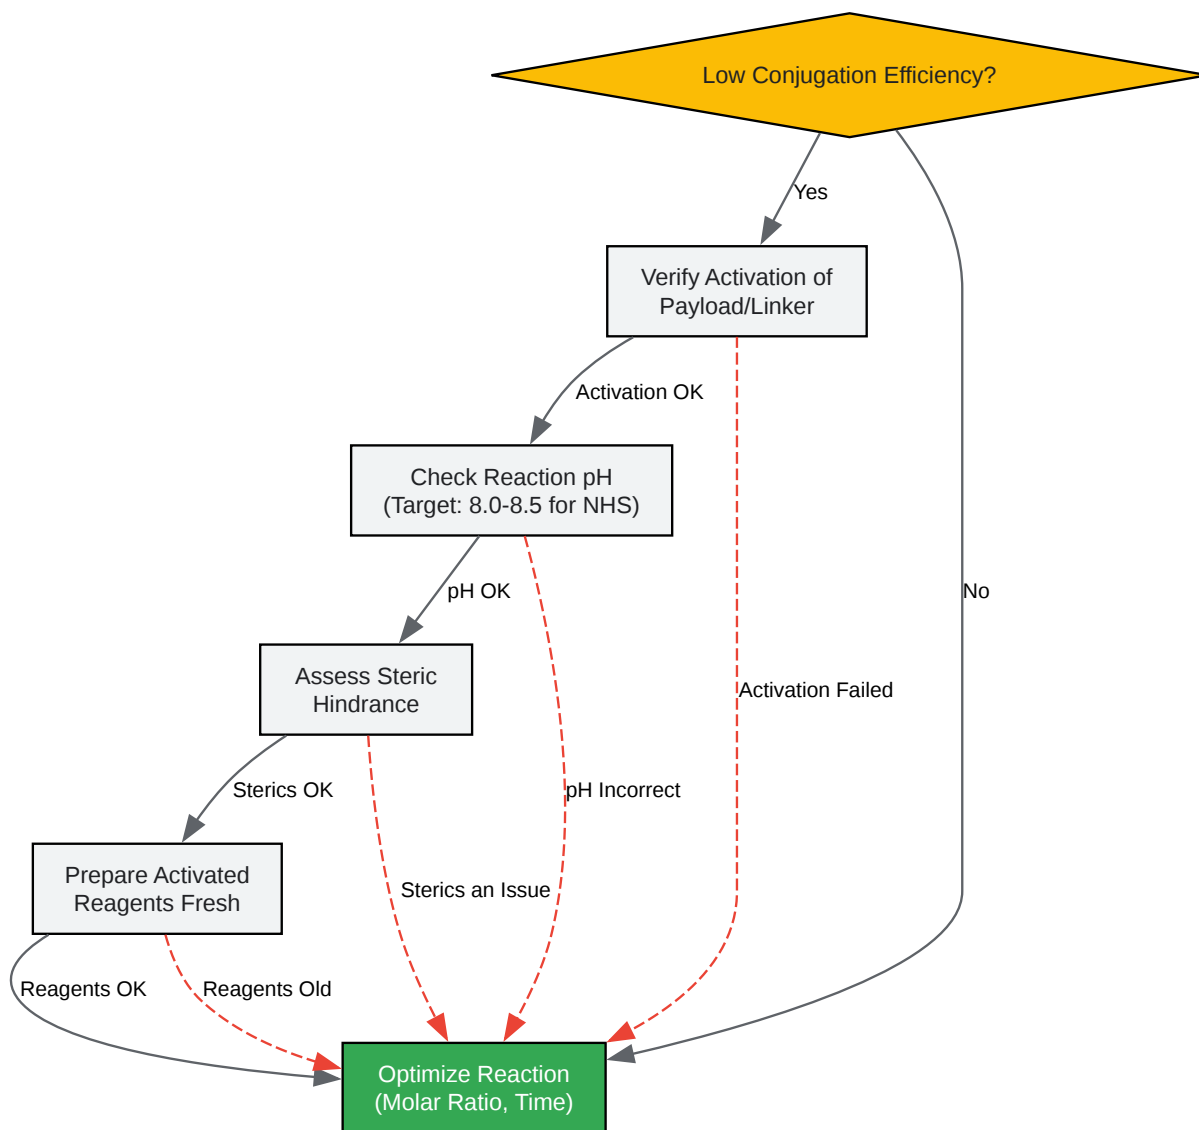 Low Conjugation Efficiency?
Yes
Verify Activation of
Payload/Linker
Activation OK
Check Reaction pH
(Target: 8.0-8.5 for NHS)
pH OK
No
Assess Steric
Hindrance
Activation Failed
Sterics OK
pH Incorrect
Prepare Activated
Reagents Fresh
Sterics an Issue
Reagents OK
Reagents Old
Optimize Reaction
(Molar Ratio, Time)